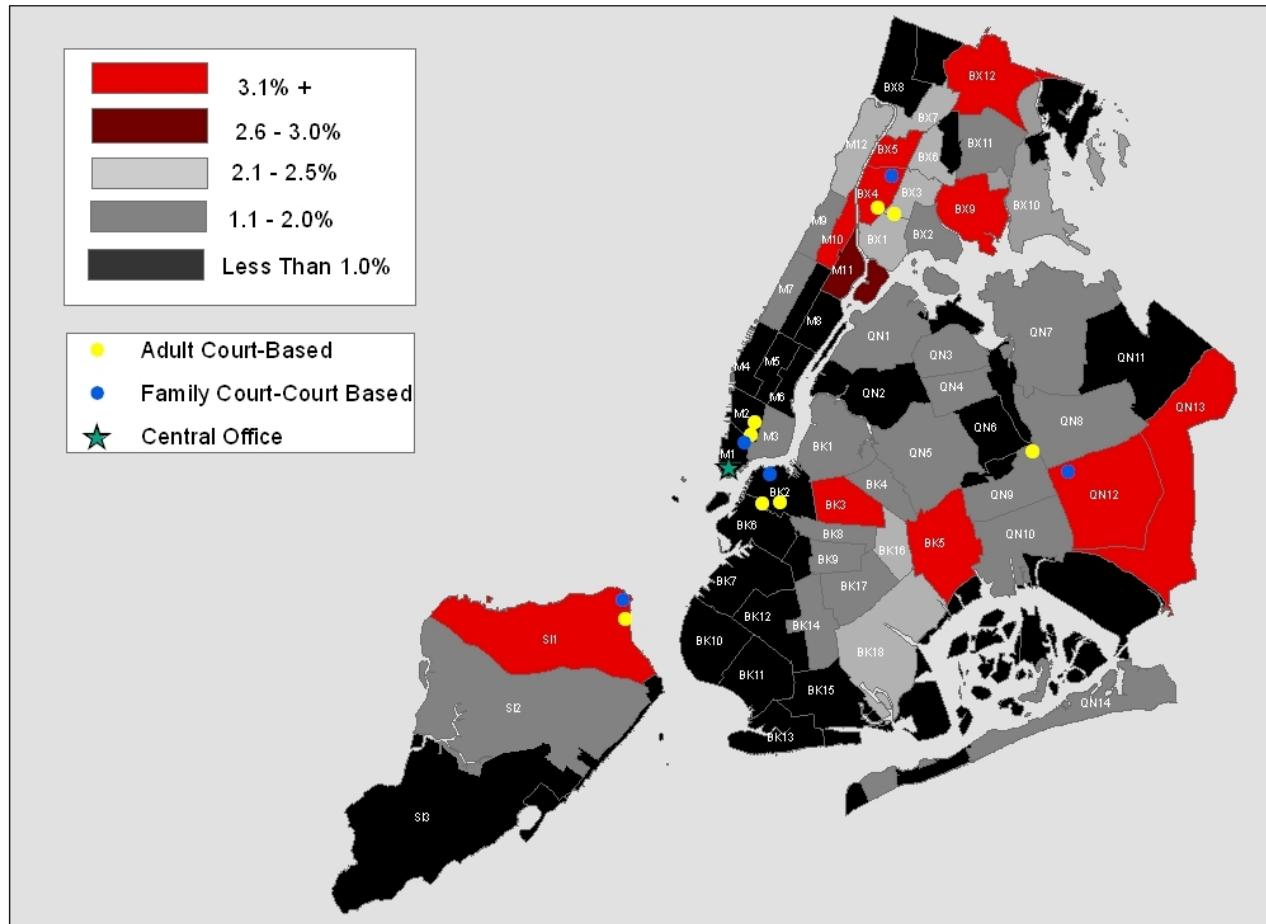 3.1% +
2.6 - 3.0%
2.1 - 2.5%
1.1 - 2.0%
Less Than 1.0%
Adult Court-Based
Family Court-Court Based
Central Office
BX12
BX8
BX7
BX11
M12
BX5
BX6
BX4
BX3
BX9
BX10
M9
M10
BX1
BX2
M11
M7
M8
QN1
QN7
QN3
QN11
M5
M4
QN4
M6
QN2
QN13
M2
M3
QN6
QN8
BK1
QN5
M1
BK4
BK2
QN9
QN12
BK3
BK6
BK8
BK16
BK5
QN10
BK9
BK7
BK17
BK12
BK14
SI1
BK10
BK18
BK11
BK15
QN14
SI2
BK13
SI3